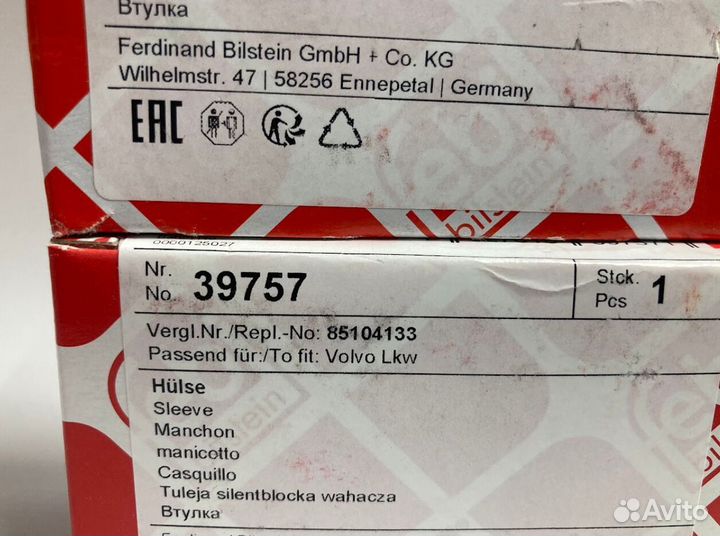 Втулка
Ferdinand Bilstein GmbH + Co. KG
Wilhelmstr. 47 | 58256 Ennepetal | Germany
EAC
bilstein
0000125027
Nr.
No. 39757
Stck.
Pcs 1
Vergl.Nr./Repl.-No: 85104133
Passend für:/To fit: Volvo Lkw
Hülse
Sleeve
Manchon
manicotto
Casquillo
Tuleja silentblocka wahacza
Втулка
bilstein
Avito